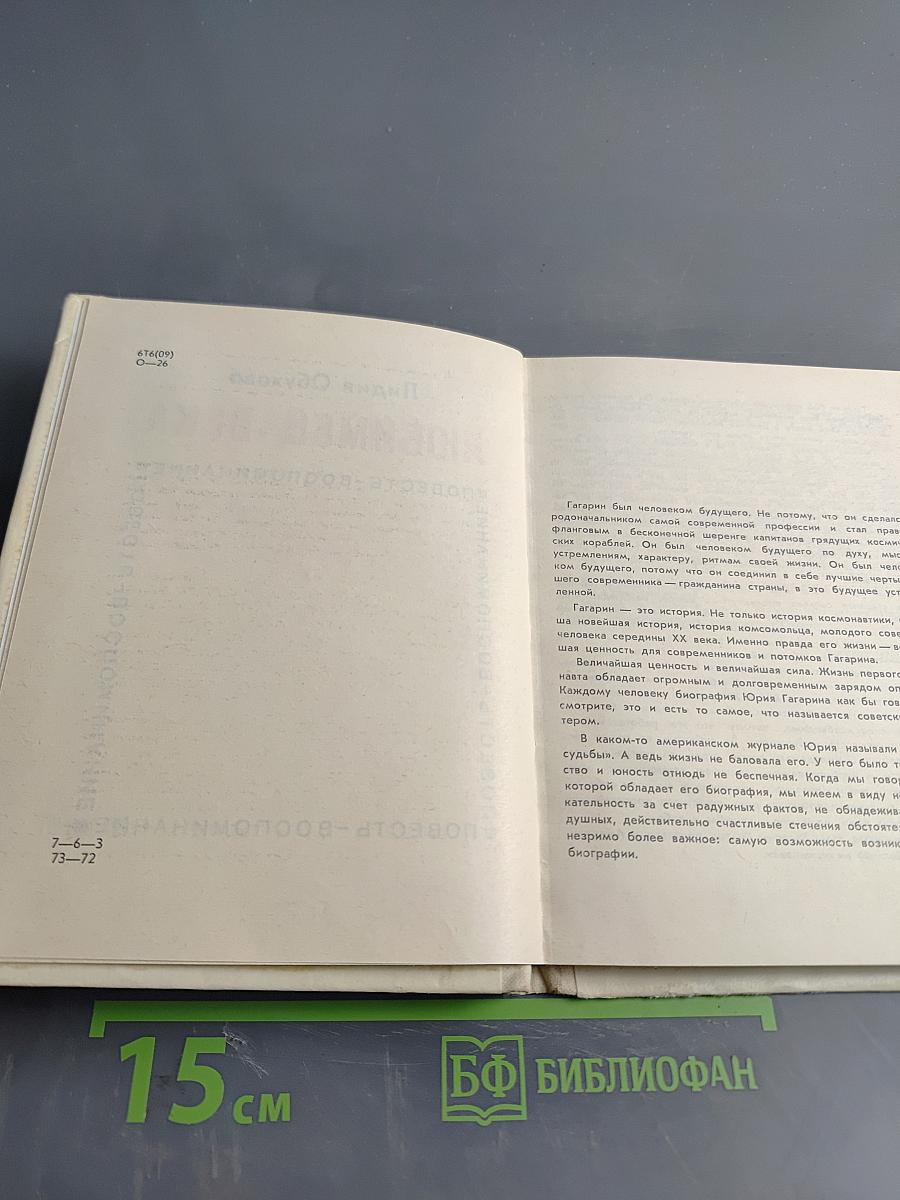 6Т6(09)
О—26
7—6—3
73—72
Гагарин был человеком будущего. Не потому, что он сделалс
родоначальником самой современной профессии и стал прав
фланговым в бесконечной шеренге капитанов грядущих космич
ских кораблей. Он был человеком будущего по духу, мыс
устремлениям, характеру, ритмам своей жизни. Он был чело
ком будущего, потому что он соединил в себе лучшие черты
шего современника — гражданина страны, в это будущее уст
ленной.
Гагарин — это история. Не только история космонавтики,
ша новейшая история, история комсомольца, молодого сове
человека середины XX века. Именно правда его жизни —
шая ценность для современников и потомков Гагарина.
Величайшая ценность и величайшая сила. Жизнь первого
навта обладает огромным и долговременным зарядом оп
Каждому человеку биография Юрия Гагарина как бы гов
смотрите, это и есть то самое, что называется советск
тером.
В каком-то американском журнале Юрия называли
судьбы». А ведь жизнь не баловала его. У него было т
ство и юность отнюдь не беспечная. Когда мы говор
которой обладает его биография, мы имеем в виду н
кательность за счет радужных фактов, не обнадежива
душных, действительно счастливые стечения обстояте
незримо более важное: самую возможность возник
биографии.
15 см
БФ БИБЛИОФАН